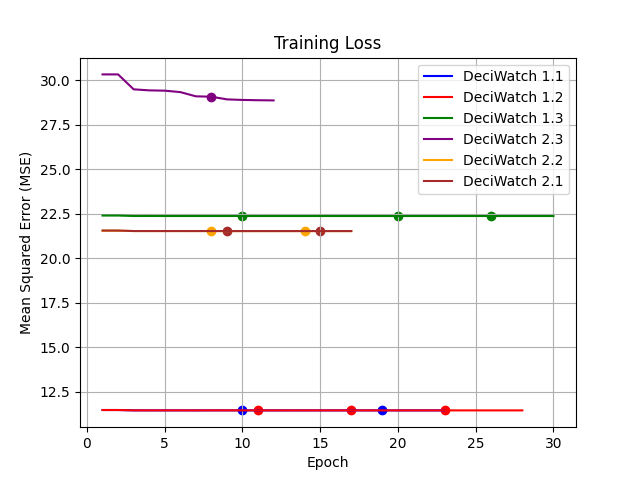 Training Loss
Mean Squared Error (MSE)
30.0
27.5
25.0
22.5
20.0
17.5
15.0
12.5
DeciWatch 1.1
DeciWatch 1.2
DeciWatch 1.3
DeciWatch 2.3
DeciWatch 2.2
DeciWatch 2.1
0 5 10 15 20 25 30
Epoch